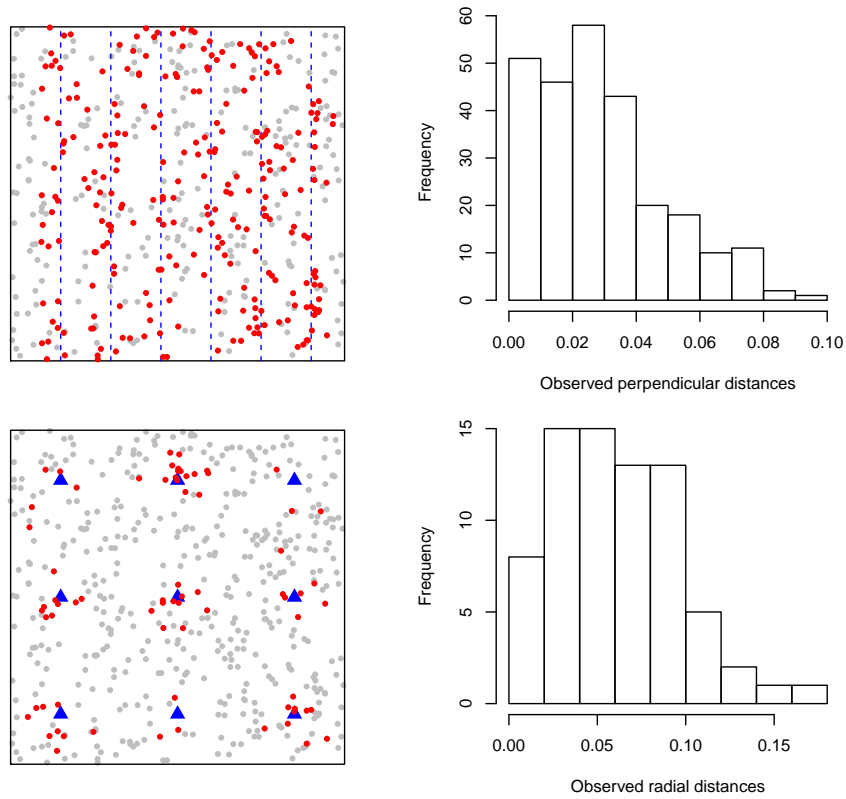 60
50
40
30
20
10
0
Frequency
0.00 0.02 0.04 0.06 0.08 0.10
Observed perpendicular distances
15
10
5
0
Frequency
0.00 0.05 0.10 0.15
Observed radial distances